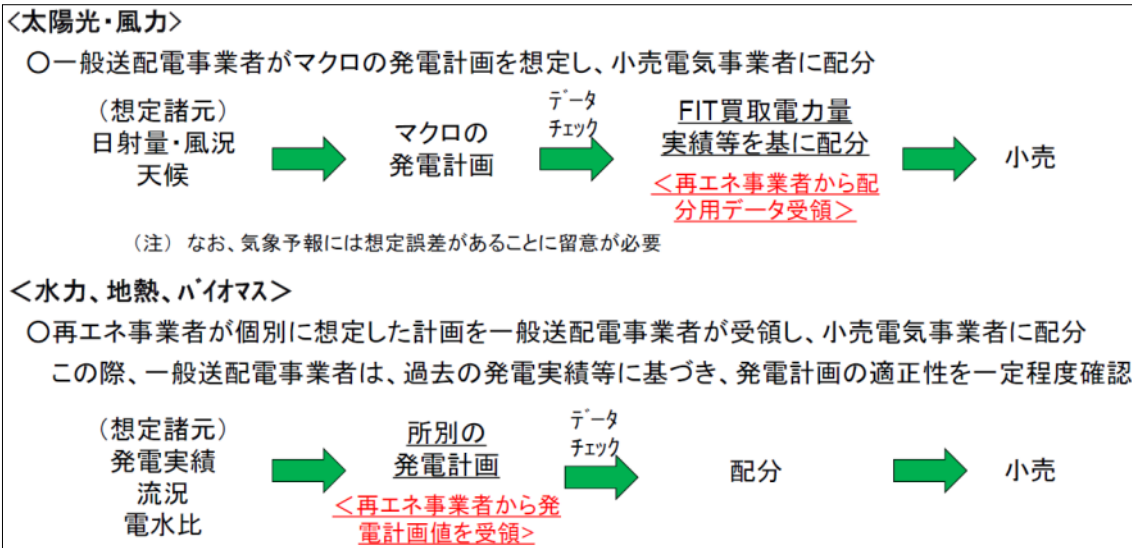 <太陽光・風力>
○一般送配電事業者がマクロの発電計画を想定し、小売電気事業者に配分
（想定諸元）
日射量・風況
天候
マクロの
発電計画
ﾃﾞｰﾀ
ﾁｪｯｸ
FIT買取電力量
実績等を基に配分
＜再エネ事業者から配
分用データ受領＞
小売
（注） なお、気象予報には想定誤差があることに留意が必要
＜水力、地熱、ﾊﾞｲｵﾏｽ＞
○再エネ事業者が個別に想定した計画を一般送配電事業者が受領し、小売電気事業者に配分
この際、一般送配電事業者は、過去の発電実績等に基づき、発電計画の適正性を一定程度確認
（想定諸元）
発電実績
流況
電水比
所別の
発電計画
＜再エネ事業者から発
電計画値を受領>
ﾃﾞｰﾀ
ﾁｪｯｸ
配分
小売